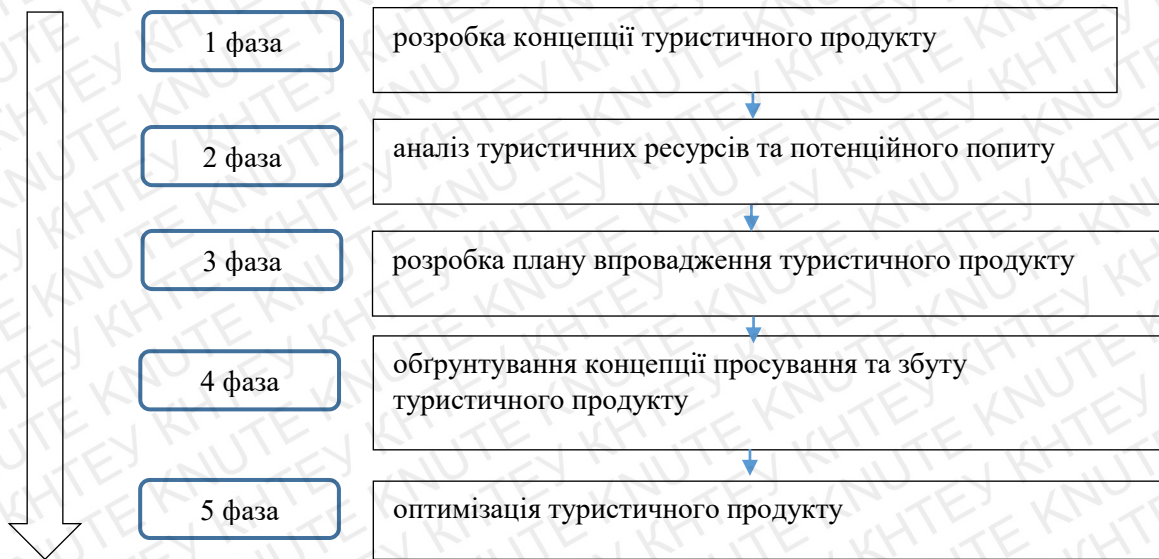 1 фаза
розробка концепції туристичного продукту
2 фаза
аналіз туристичних ресурсів та потенційного попиту
3 фаза
розробка плану впровадження туристичного продукту
4 фаза
обґрунтування концепції просування та збуту
туристичного продукту
5 фаза
оптимізація туристичного продукту